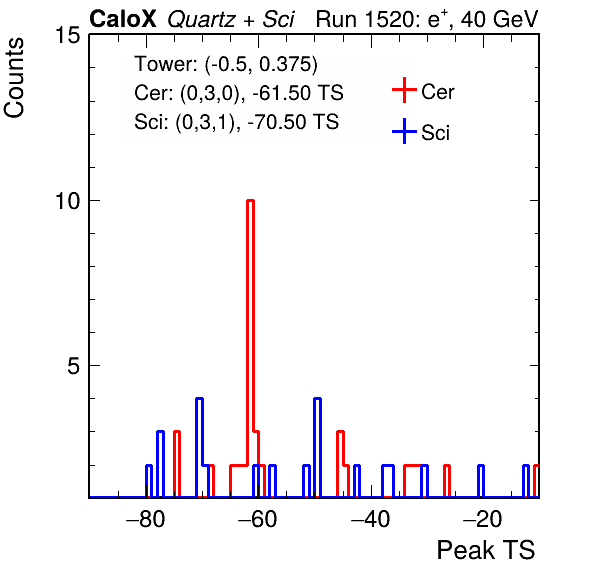 CaloX Quartz + Sci Run 1520: e⁺, 40 GeV
Counts
15
10
5
Tower: (-0.5, 0.375)
Cer: (0,3,0), -61.50 TS
Sci: (0,3,1), -70.50 TS
Cer
Sci
−80 −60 −40 −20
Peak TS